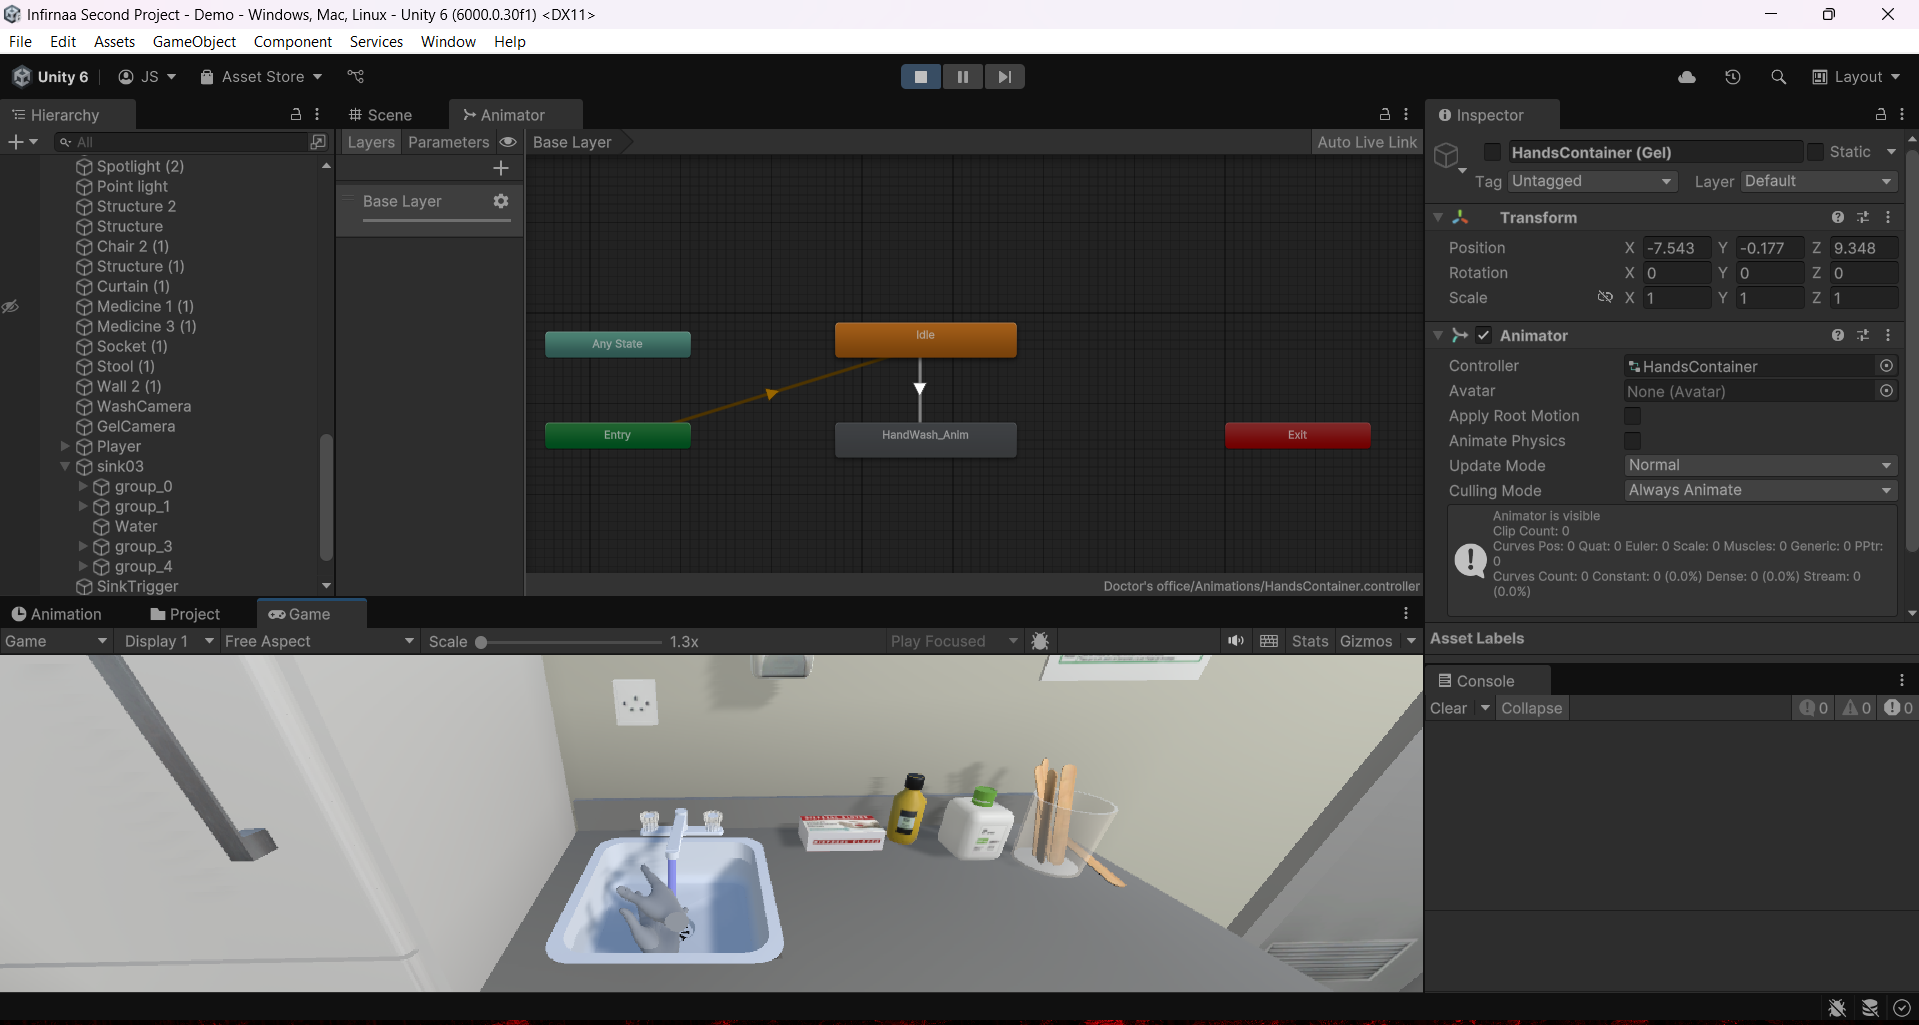 Infirnaa Second Project - Demo - Windows, Mac, Linux - Unity 6 (6000.0.30f1) <DX11>
File Edit Assets GameObject Component Services Window Help
Unity 6 JS Asset Store Layout
Hierarchy
All
Spotlight (2)
Point light
Structure 2
Structure
Chair 2 (1)
Structure (1)
Curtain (1)
Medicine 1 (1)
Medicine 3 (1)
Socket (1)
Stool (1)
Wall 2 (1)
WashCamera
GelCamera
Player
sink03
group_0
group_1
Water
group_3
group_4
SinkTrigger
Scene Animator
Layers Parameters Base Layer Auto Live Link
Base Layer
Any State
Idle
Entry
HandWash_Anim
Exit
Doctor's office/Animations/HandsContainer.controller
Inspector
HandsContainer (Gel) Static
Tag Untagged Layer Default
Transform
Position X -7.543 Y -0.177 Z 9.348
Rotation X 0 Y 0 Z 0
Scale X 1 Y 1 Z 1
Animator
Controller HandsContainer
Avatar None (Avatar)
Apply Root Motion
Animate Physics
Update Mode Normal
Culling Mode Always Animate
Animator is visible
Clip Count: 0
Curves Pos: 0 Quat: 0 Euler: 0 Scale: 0 Muscles: 0 Generic: 0 PPtr:
0
Curves Count: 0 Constant: 0 (0.0%) Dense: 0 (0.0%) Stream: 0
(0.0%)
Asset Labels
Animation Project Game
Game Display 1 Free Aspect Scale 1.3x Play Focused Stats Gizmos
Console
Clear Collapse 0 0 0